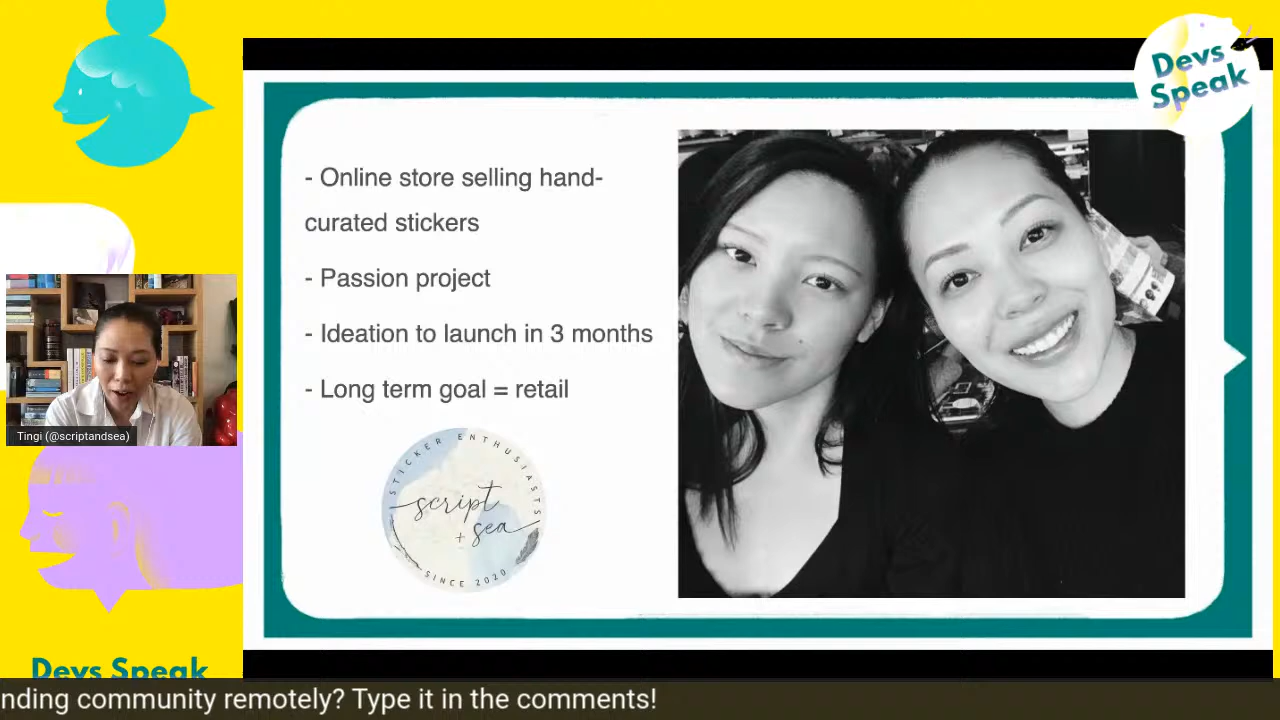 Devs
Speak
- Online store selling hand-
curated stickers
- Passion project
- Ideation to launch in 3 months
- Long term goal = retail
STICKER ENTHUSIASTS
script
+ sea
SINCE 2020
Tingi (@scriptandsea)
Devs Speak
nding community remotely? Type it in the comments!